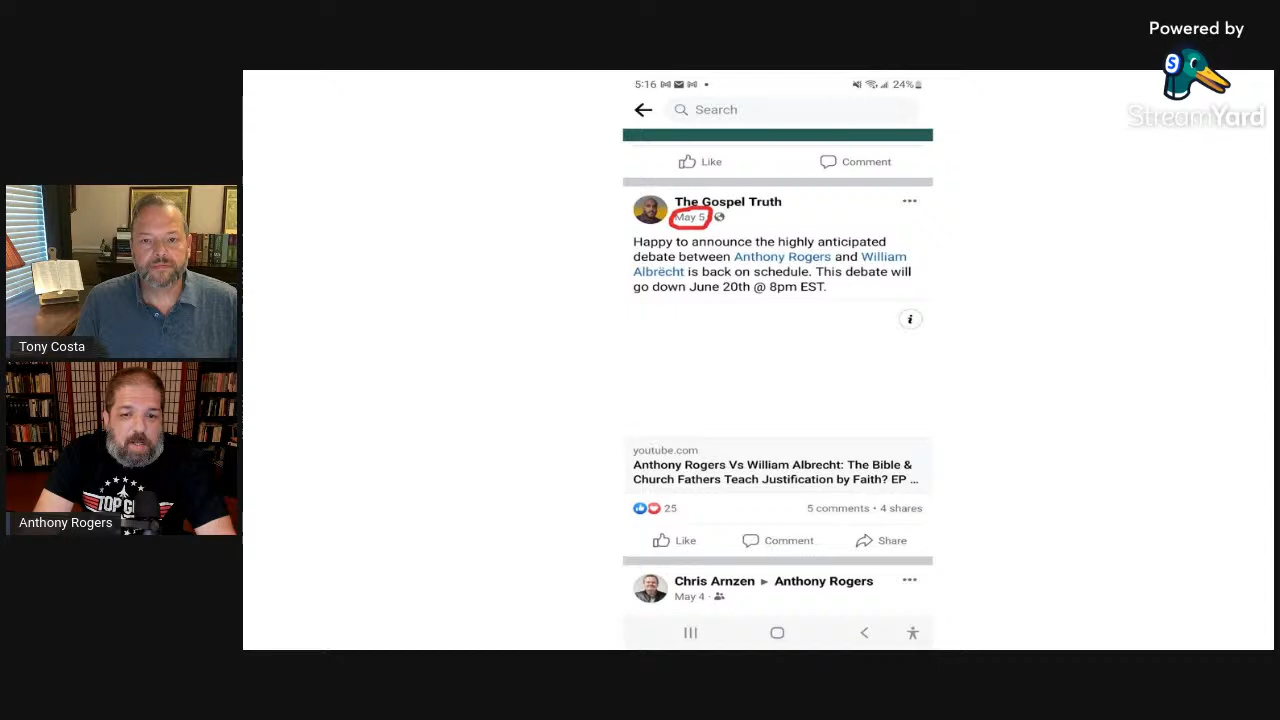 Powered by
S
StreamYard
5:16
24%
Search
Like
Comment
The Gospel Truth
May 5
Happy to announce the highly anticipated
debate between Anthony Rogers and William
Albrëcht is back on schedule. This debate will
go down June 20th @ 8pm EST.
i
youtube.com
Anthony Rogers Vs William Albrecht: The Bible &
Church Fathers Teach Justification by Faith? EP ...
25
5 comments • 4 shares
Like
Comment
Share
Chris Arnzen ▸ Anthony Rogers
May 4 ·
Tony Costa
TOP G
Anthony Rogers